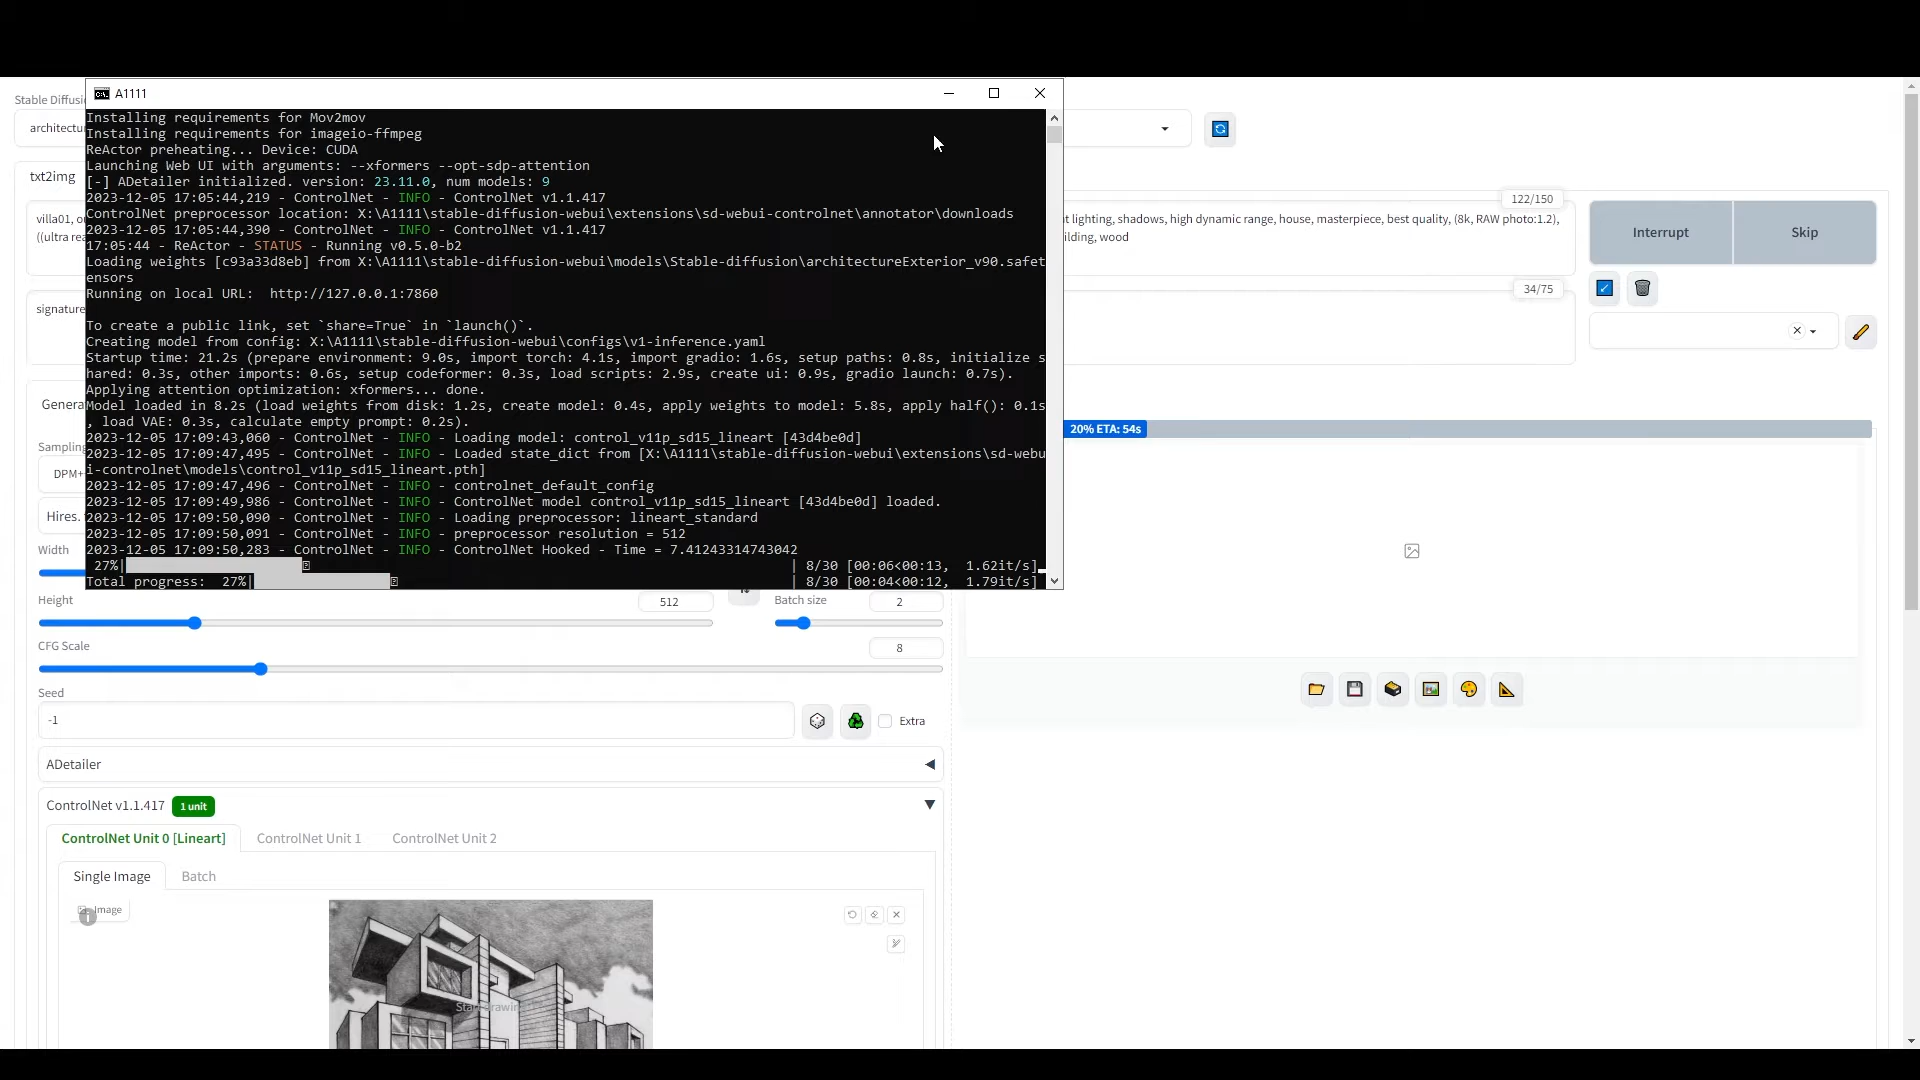 A1111
Stable Diffusi
architectu
Installing requirements for Mov2mov
Installing requirements for imageio-ffmpeg
ReActor preheating... Device: CUDA
Launching Web UI with arguments: --xformers --opt-sdp-attention
[-] ADetailer initialized. version: 23.11.0, num models: 9
2023-12-05 17:05:44,219 - ControlNet - INFO - ControlNet v1.1.417
ControlNet preprocessor location: X:\A1111\stable-diffusion-webui\extensions\sd-webui-controlnet\annotator\downloads
2023-12-05 17:05:44,390 - ControlNet - INFO - ControlNet v1.1.417
17:05:44 - ReActor - STATUS - Running v0.5.0-b2
Loading weights [c93a33d8eb] from X:\A1111\stable-diffusion-webui\models\Stable-diffusion\architectureExterior_v90.safet
ensors
Running on local URL:  http://127.0.0.1:7860
To create a public link, set `share=True` in `launch()`.
Creating model from config: X:\A1111\stable-diffusion-webui\configs\v1-inference.yaml
Startup time: 21.2s (prepare environment: 9.0s, import torch: 4.1s, import gradio: 1.6s, setup paths: 0.8s, initialize s
hared: 0.3s, other imports: 0.6s, setup codeformer: 0.3s, load scripts: 2.9s, create ui: 0.9s, gradio launch: 0.7s).
Applying attention optimization: xformers... done.
Model loaded in 8.2s (load weights from disk: 1.2s, create model: 0.4s, apply weights to model: 5.8s, apply half(): 0.1s
, load VAE: 0.3s, calculate empty prompt: 0.2s).
2023-12-05 17:09:43,060 - ControlNet - INFO - Loading model: control_v11p_sd15_lineart [43d4be0d]
2023-12-05 17:09:47,495 - ControlNet - INFO - Loaded state_dict from [X:\A1111\stable-diffusion-webui\extensions\sd-webu
i-controlnet\models\control_v11p_sd15_lineart.pth]
2023-12-05 17:09:47,496 - ControlNet - INFO - controlnet_default_config
2023-12-05 17:09:49,986 - ControlNet - INFO - ControlNet model control_v11p_sd15_lineart [43d4be0d] loaded.
2023-12-05 17:09:50,090 - ControlNet - INFO - Loading preprocessor: lineart_standard
2023-12-05 17:09:50,091 - ControlNet - INFO - preprocessor resolution = 512
2023-12-05 17:09:50,283 - ControlNet - INFO - ControlNet Hooked - Time = 7.41243314743042
27%| | 8/30 [00:06<00:13,  1.62it/s]
Total progress:  27%| | 8/30 [00:04<00:12,  1.79it/s]
txt2img
villa01, o
((ultra rea
t lighting, shadows, high dynamic range, house, masterpiece, best quality, (8k, RAW photo:1.2),
ilding, wood
122/150
Interrupt
Skip
signature
34/75
Genera
20% ETA: 54s
Sampling
DPM+
Hires.
Width
Height
512
Batch size
2
CFG Scale
8
Seed
-1
Extra
ADetailer
ControlNet v1.1.417
1 unit
ControlNet Unit 0 [Lineart]
ControlNet Unit 1
ControlNet Unit 2
Single Image
Batch
Image